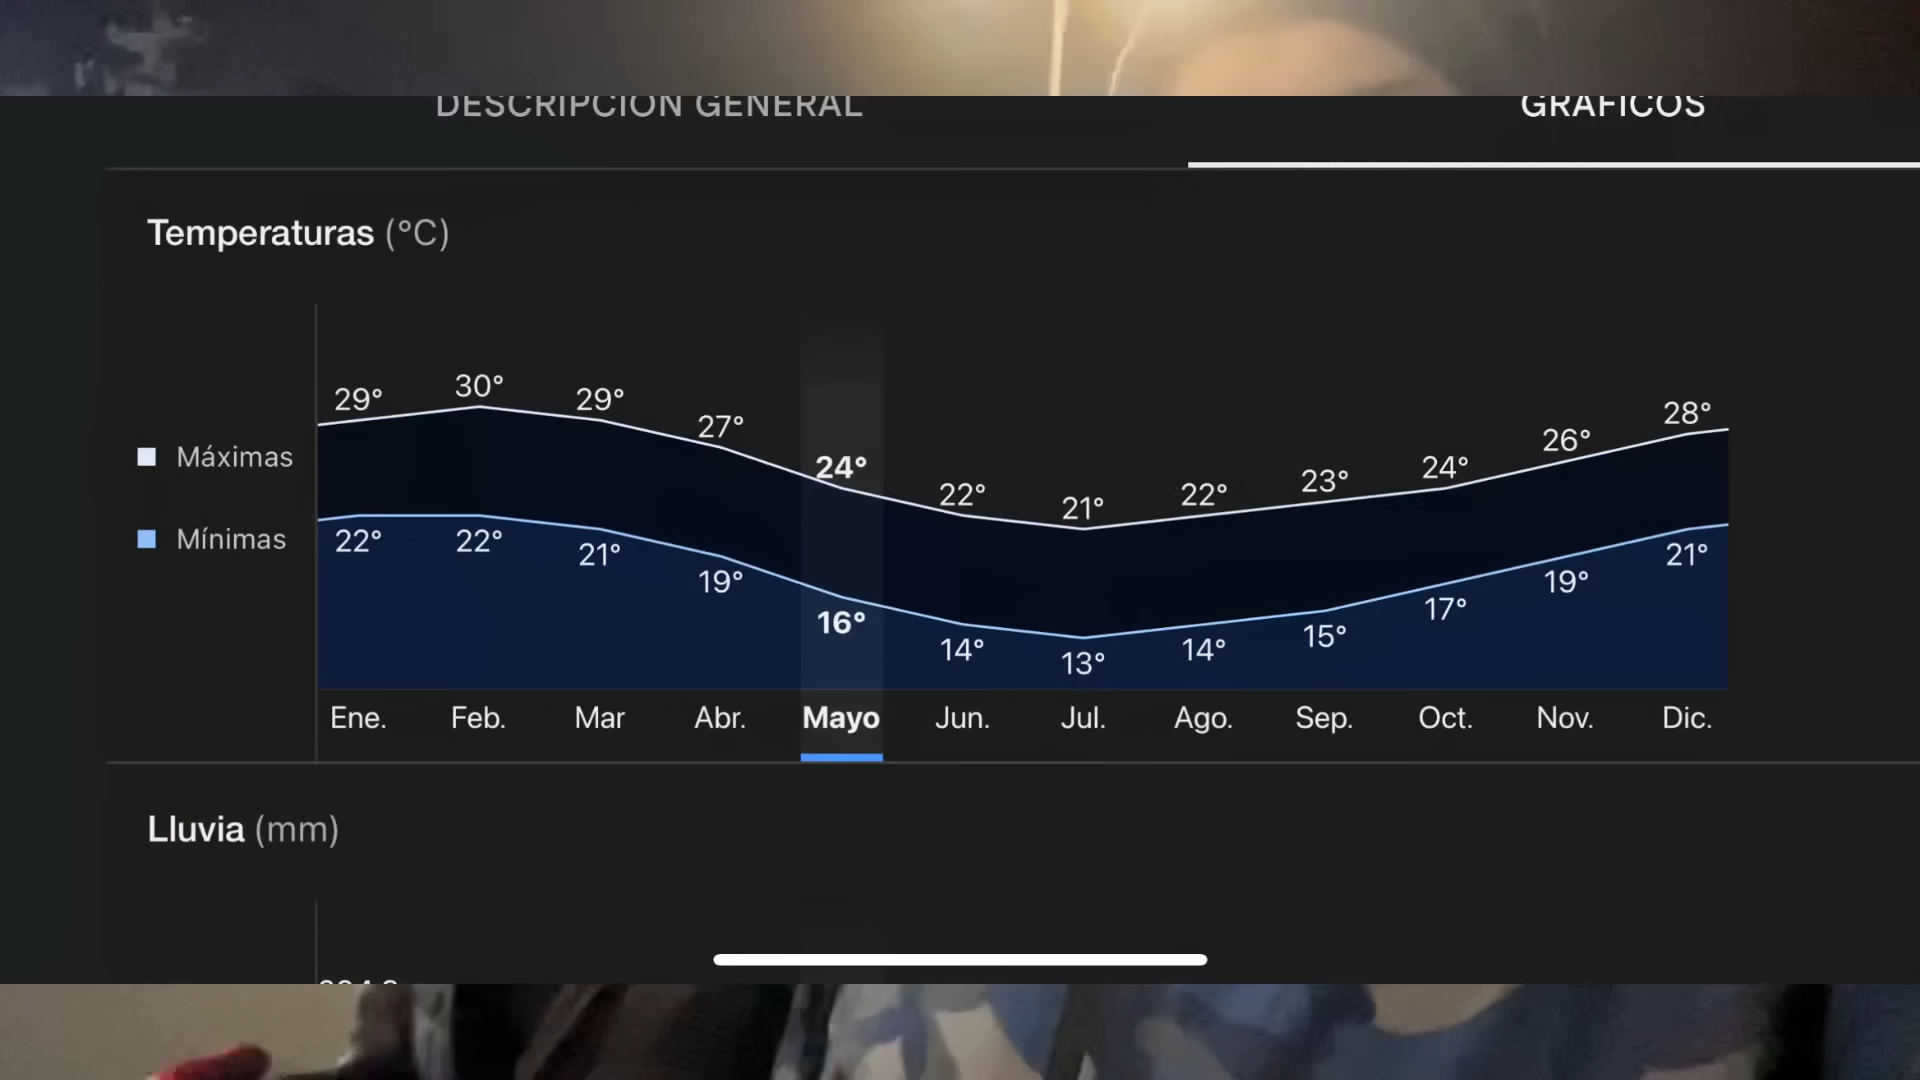 DESCRIPCIÓN GENERAL
GRÁFICOS
Temperaturas (°C)
Máximas
Mínimas
29° 30° 29° 27° 24° 22° 21° 22° 23° 24° 26° 28°
22° 22° 21° 19° 16° 14° 13° 14° 15° 17° 19° 21°
Ene. Feb. Mar Abr. Mayo Jun. Jul. Ago. Sep. Oct. Nov. Dic.
Lluvia (mm)